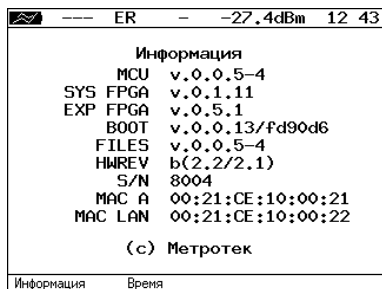 --- ER - -27.4dBm 12 43
Информация
MCU v.0.0.5-4
SYS FPGA v.0.1.11
EXP FPGA v.0.5.1
BOOT v.0.0.13/fd90d6
FILES v.0.0.5-4
HWREV b(2.2/2.1)
S/N 8004
MAC A 00:21:CE:10:00:21
MAC LAN 00:21:CE:10:00:22
(c) Метротек
Информация Время